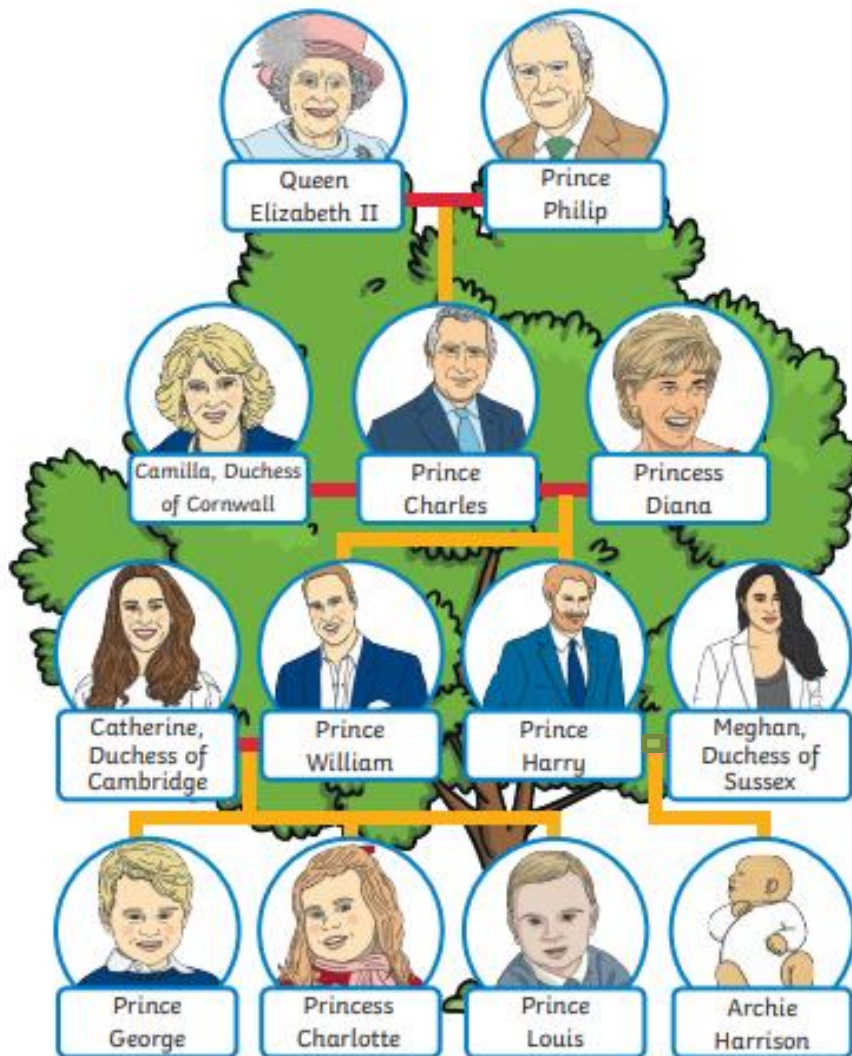 Queen
Elizabeth II
Prince
Philip
Camilla, Duchess
of Cornwall
Prince
Charles
Princess
Diana
Catherine,
Duchess of
Cambridge
Prince
William
Prince
Harry
Meghan,
Duchess of
Sussex
Prince
George
Princess
Charlotte
Prince
Louis
Archie
Harrison